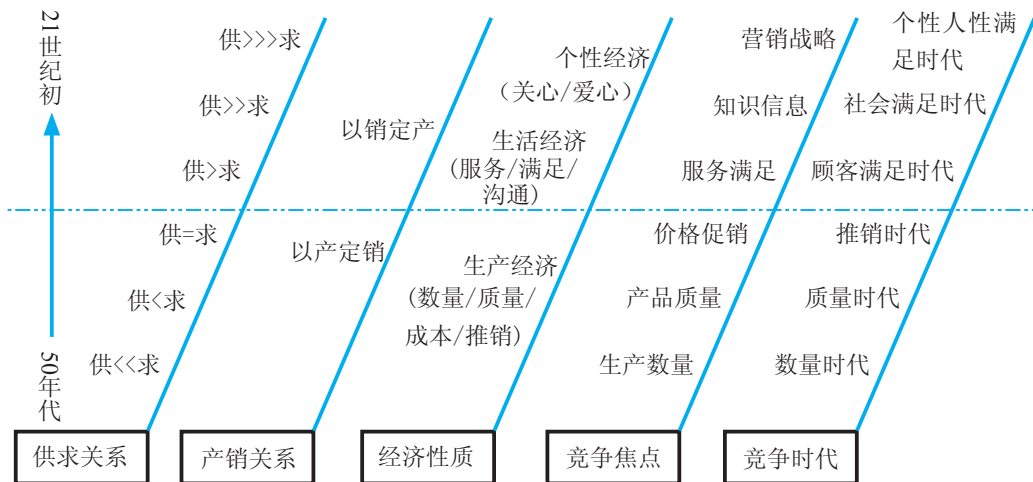 21世纪初
50年代
供>>>求
供>>求
供>求
供=求
供<求
供<<求
供求关系
以销定产
以产定销
产销关系
个性经济
（关心/爱心）
生活经济
(服务/满足/
沟通)
生产经济
(数量/质量/
成本/推销)
经济性质
营销战略
知识信息
服务满足
价格促销
产品质量
生产数量
竞争焦点
个性人性满
足时代
社会满足时代
顾客满足时代
推销时代
质量时代
数量时代
竞争时代